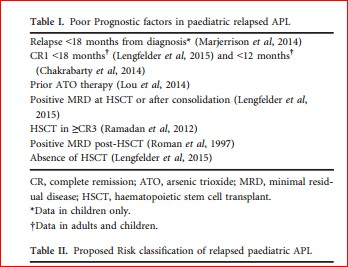 Table I. Poor Prognostic factors in paediatric relapsed APL
Relapse <18 months from diagnosis* (Marjerrison et al, 2014)
CR1 <18 months† (Lengfelder et al, 2015) and <12 months†
(Chakrabarty et al, 2014)
Prior ATO therapy (Lou et al, 2014)
Positive MRD at HSCT or after consolidation (Lengfelder et al,
2015)
HSCT in ≥CR3 (Ramadan et al, 2012)
Positive MRD post-HSCT (Roman et al, 1997)
Absence of HSCT (Lengfelder et al, 2015)
CR, complete remission; ATO, arsenic trioxide; MRD, minimal resid-
ual disease; HSCT, haematopoietic stem cell transplant.
*Data in children only.
†Data in adults and children.
Table II. Proposed Risk classification of relapsed paediatric APL